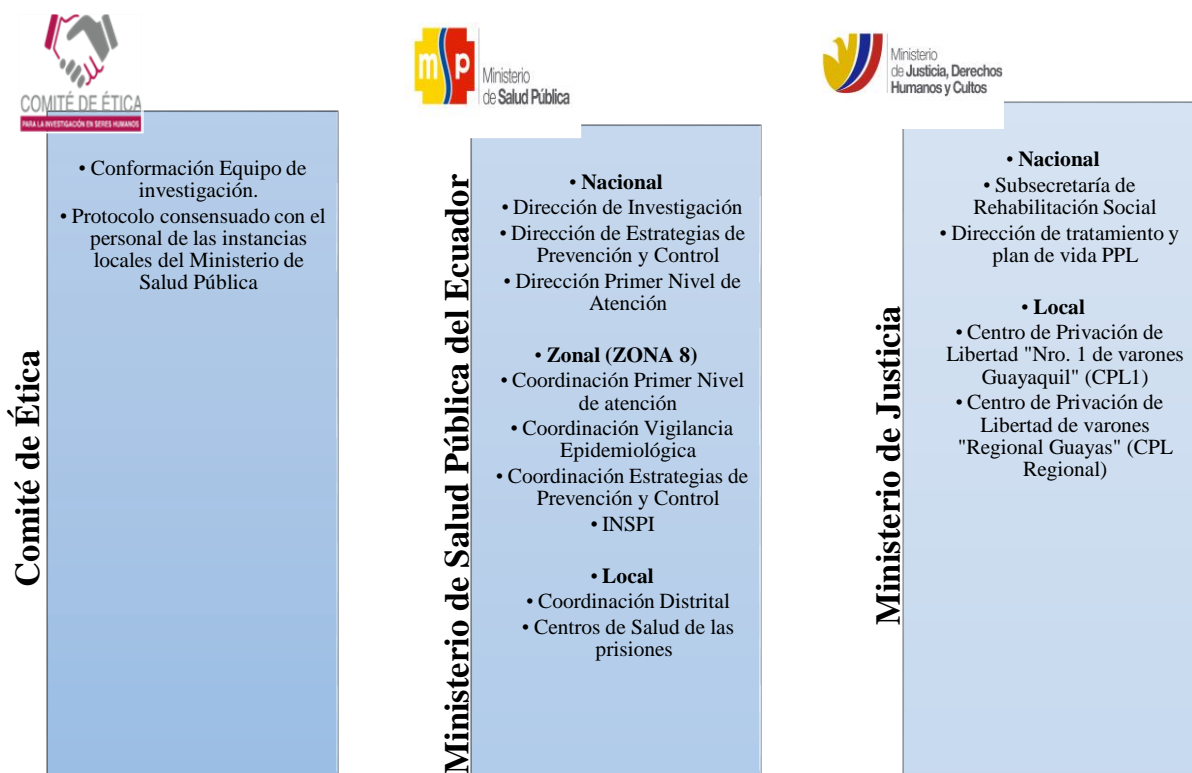 COMITÉ DE ÉTICA
PARA LA INVESTIGACIÓN EN SERES HUMANOS
Comité de Ética
• Conformación Equipo de
investigación.
• Protocolo consensuado con el
personal de las instancias
locales del Ministerio de
Salud Pública
msp
Ministerio
de Salud Pública
Ministerio de Salud Pública del Ecuador
• Nacional
• Dirección de Investigación
• Dirección de Estrategias de
Prevención y Control
• Dirección Primer Nivel de
Atención
• Zonal (ZONA 8)
• Coordinación Primer Nivel
de atención
• Coordinación Vigilancia
Epidemiológica
• Coordinación Estrategias de
Prevención y Control
• INSPI
• Local
• Coordinación Distrital
• Centros de Salud de las
prisiones
Ministerio
de Justicia, Derechos
Humanos y Cultos
Ministerio de Justicia
• Nacional
• Subsecretaría de
Rehabilitación Social
• Dirección de tratamiento y
plan de vida PPL
• Local
• Centro de Privación de
Libertad "Nro. 1 de varones
Guayaquil" (CPL1)
• Centro de Privación de
Libertad de varones
"Regional Guayas" (CPL
Regional)